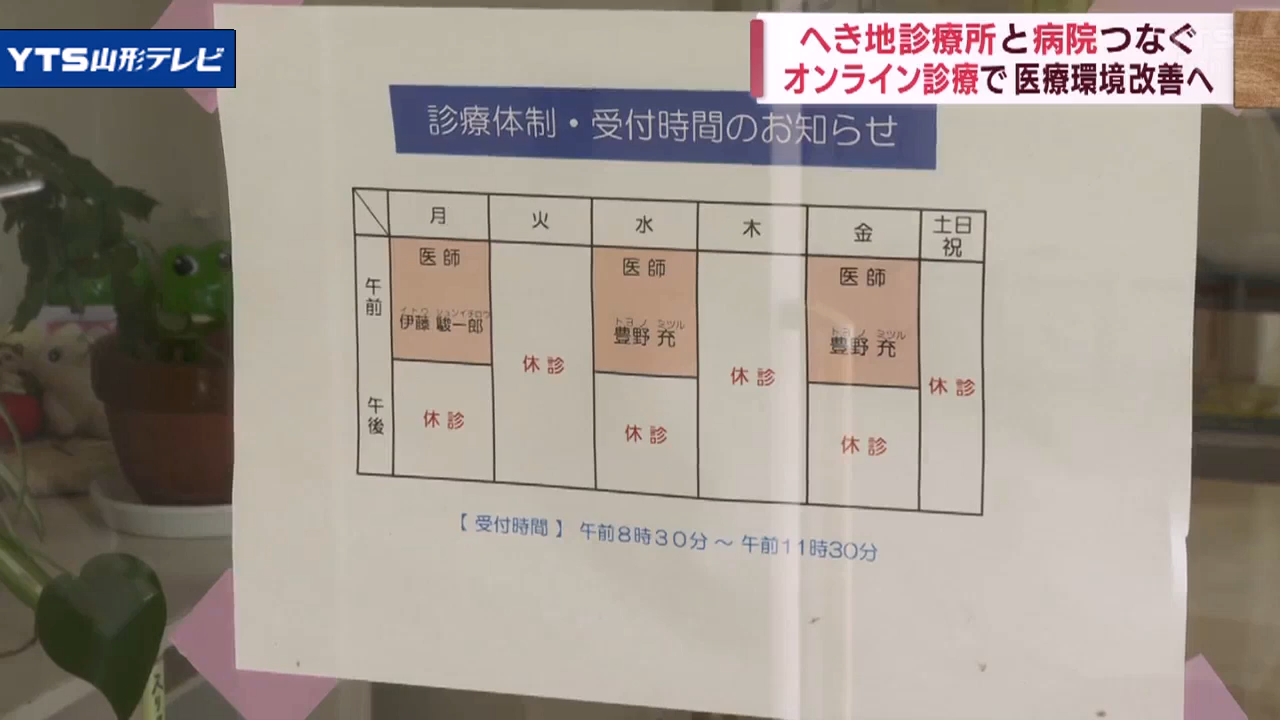 YTS山形テレビ
へき地診療所と病院つなぐ
オンライン診療で医療環境改善へ
診療体制・受付時間のお知らせ
月 火 水 木 金 土日祝
午前
医師
イトウ シュンイチロウ
伊藤 駿一郎
休診
医師
トヨノ ミツル
豊野 充
休診
医師
トヨノ ミツル
豊野 充
休診
午後
休診
休診
休診
【受付時間】 午前8時30分~午前11時30分